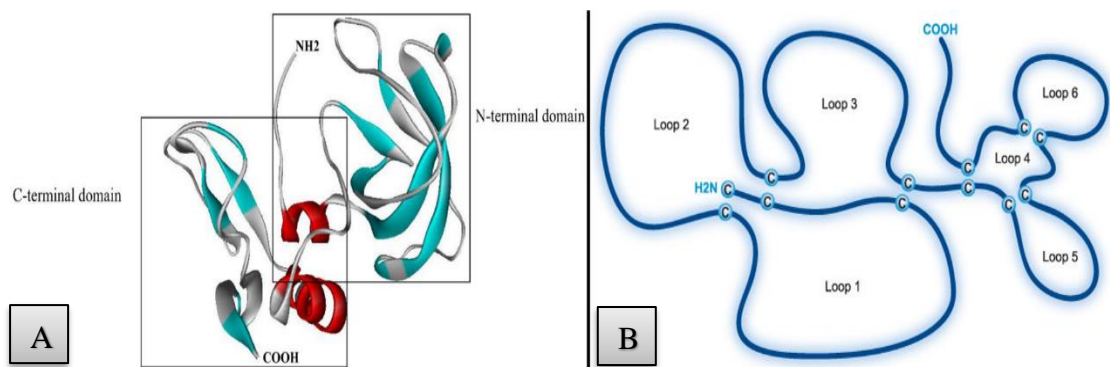 NH2
N-terminal domain
C-terminal domain
COOH
A
COOH
Loop 6
Loop 3
Loop 2
Loop 4
H2N
C
C
C
C
C
C
C
C
C
C
C
C
Loop 5
Loop 1
B